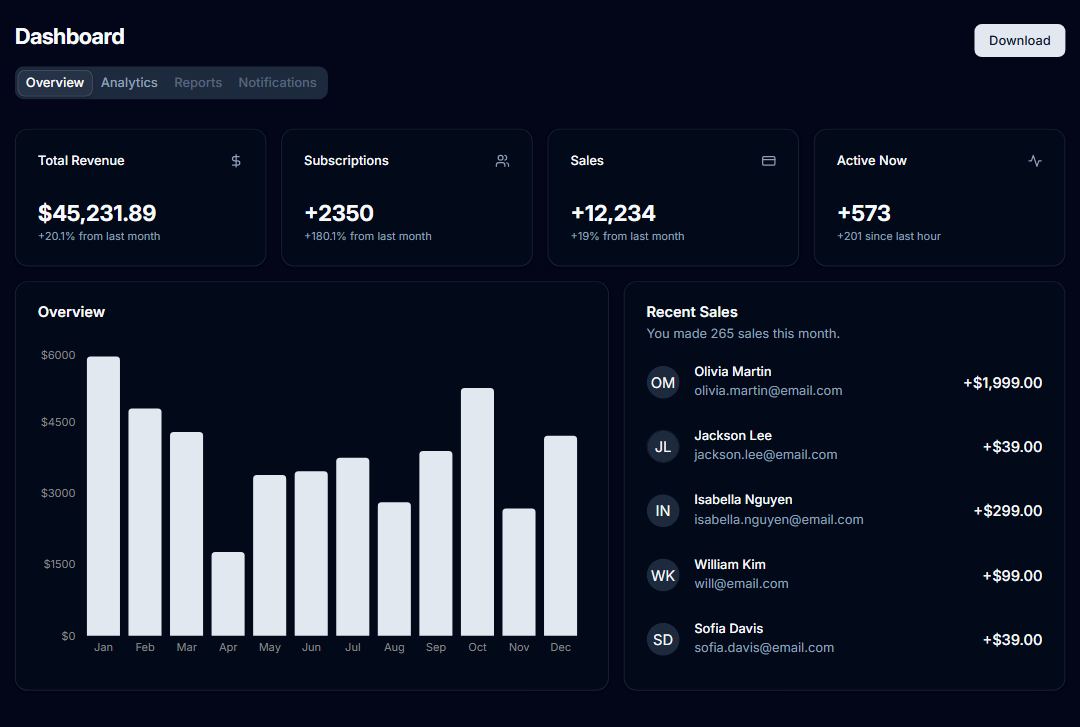 Dashboard
Download
Overview Analytics Reports Notifications
Total Revenue
$45,231.89
+20.1% from last month
Subscriptions
+2350
+180.1% from last month
Sales
+12,234
+19% from last month
Active Now
+573
+201 since last hour
Overview
$6000
$4500
$3000
$1500
$0
Jan Feb Mar Apr May Jun Jul Aug Sep Oct Nov Dec
Recent Sales
You made 265 sales this month.
OM
Olivia Martin
olivia.martin@email.com
+$1,999.00
JL
Jackson Lee
jackson.lee@email.com
+$39.00
IN
Isabella Nguyen
isabella.nguyen@email.com
+$299.00
WK
William Kim
will@email.com
+$99.00
SD
Sofia Davis
sofia.davis@email.com
+$39.00